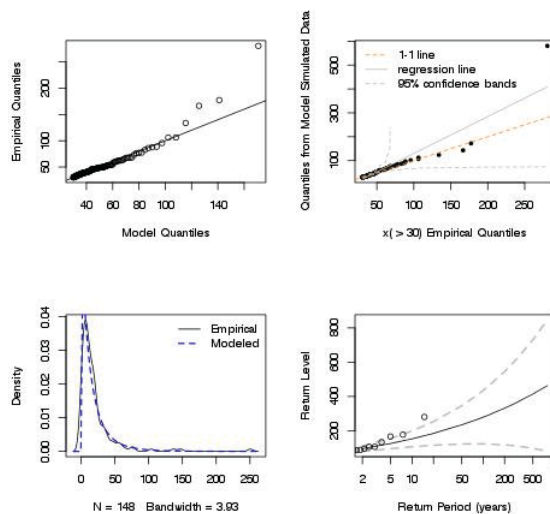 Empirical Quantiles
50
100
200
40
60
80
100
140
Model Quantiles
Quantiles from Model Simulated Data
100
300
500
1-1 line
regression line
95% confidence bands
50
100
150
200
250
x( > 30) Empirical Quantiles
Density
0.00
0.01
0.02
0.03
0.04
Empirical
Modeled
0
50
100
150
200
250
N = 148 Bandwidth = 3.93
Return Level
200
400
600
800
2
5
10
50
200
500
Return Period (years)